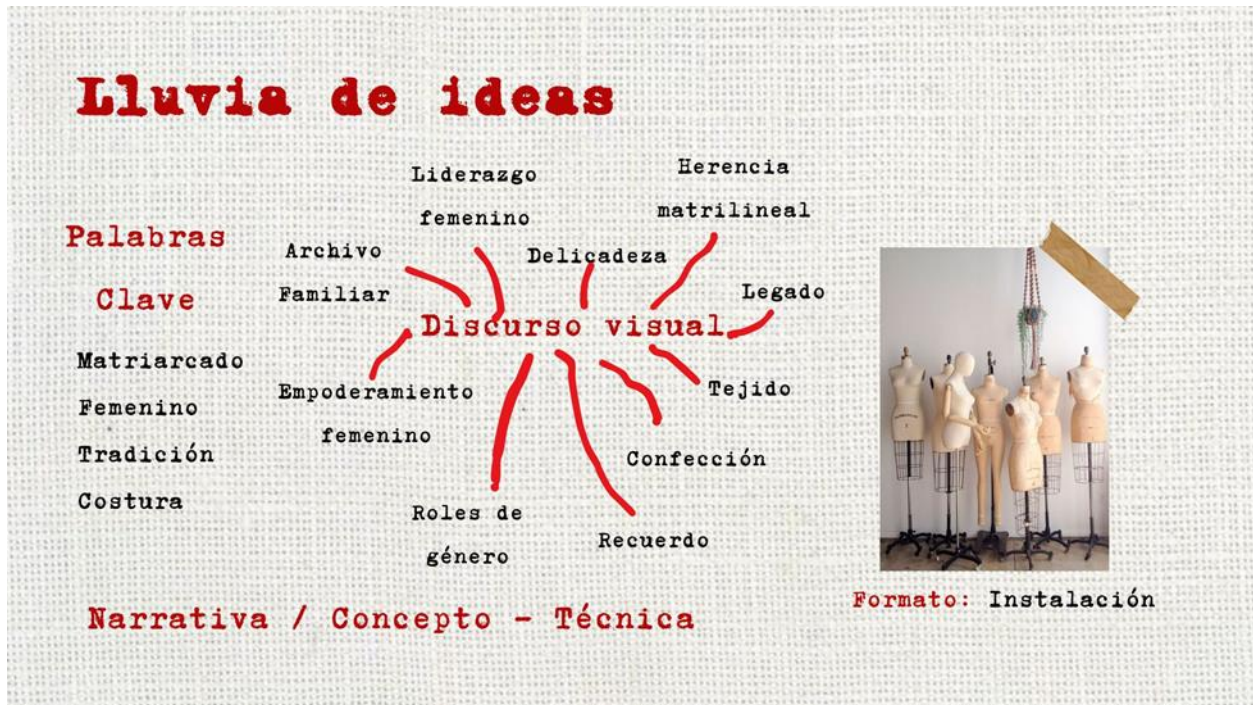 Lluvia de ideas
Palabras
Clave
Matriarcado
Femenino
Tradición
Costura
Liderazgo
femenino
Herencia
matrilineal
Archivo
Familiar
Delicadeza
Legado
Discurso visual
Empoderamiento
femenino
Tejido
Confección
Roles de
género
Recuerdo
Narrativa / Concepto - Técnica
Formato: Instalación